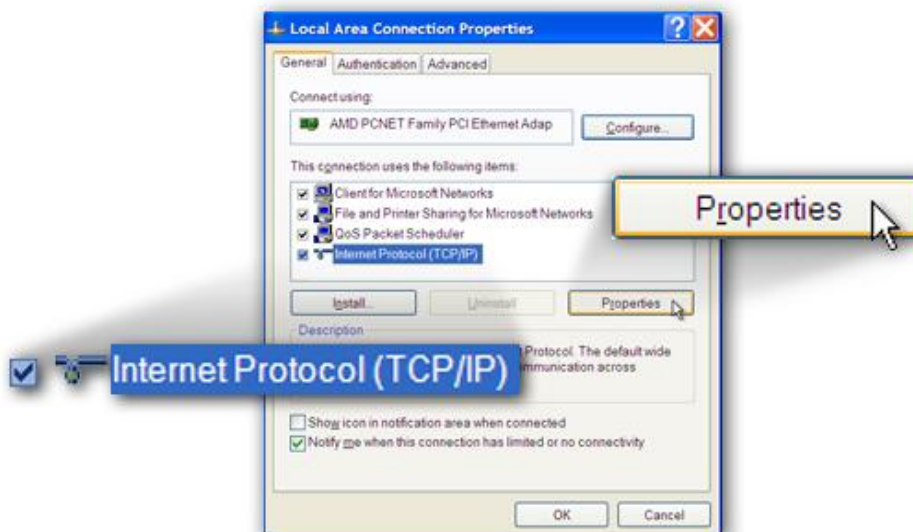 Local Area Connection Properties
General Authentication Advanced
Connect using:
AMD PCNET Family PCI Ethernet Adap
Configure...
This connection uses the following items:
Client for Microsoft Networks
File and Printer Sharing for Microsoft Networks
QoS Packet Scheduler
Internet Protocol (TCP/IP)
Properties
Install...
Uninstall
Properties
Description
Protocol. The default wide
Internet Protocol (TCP/IP)
communication across
Show icon in notification area when connected
Notify me when this connection has limited or no connectivity
OK
Cancel